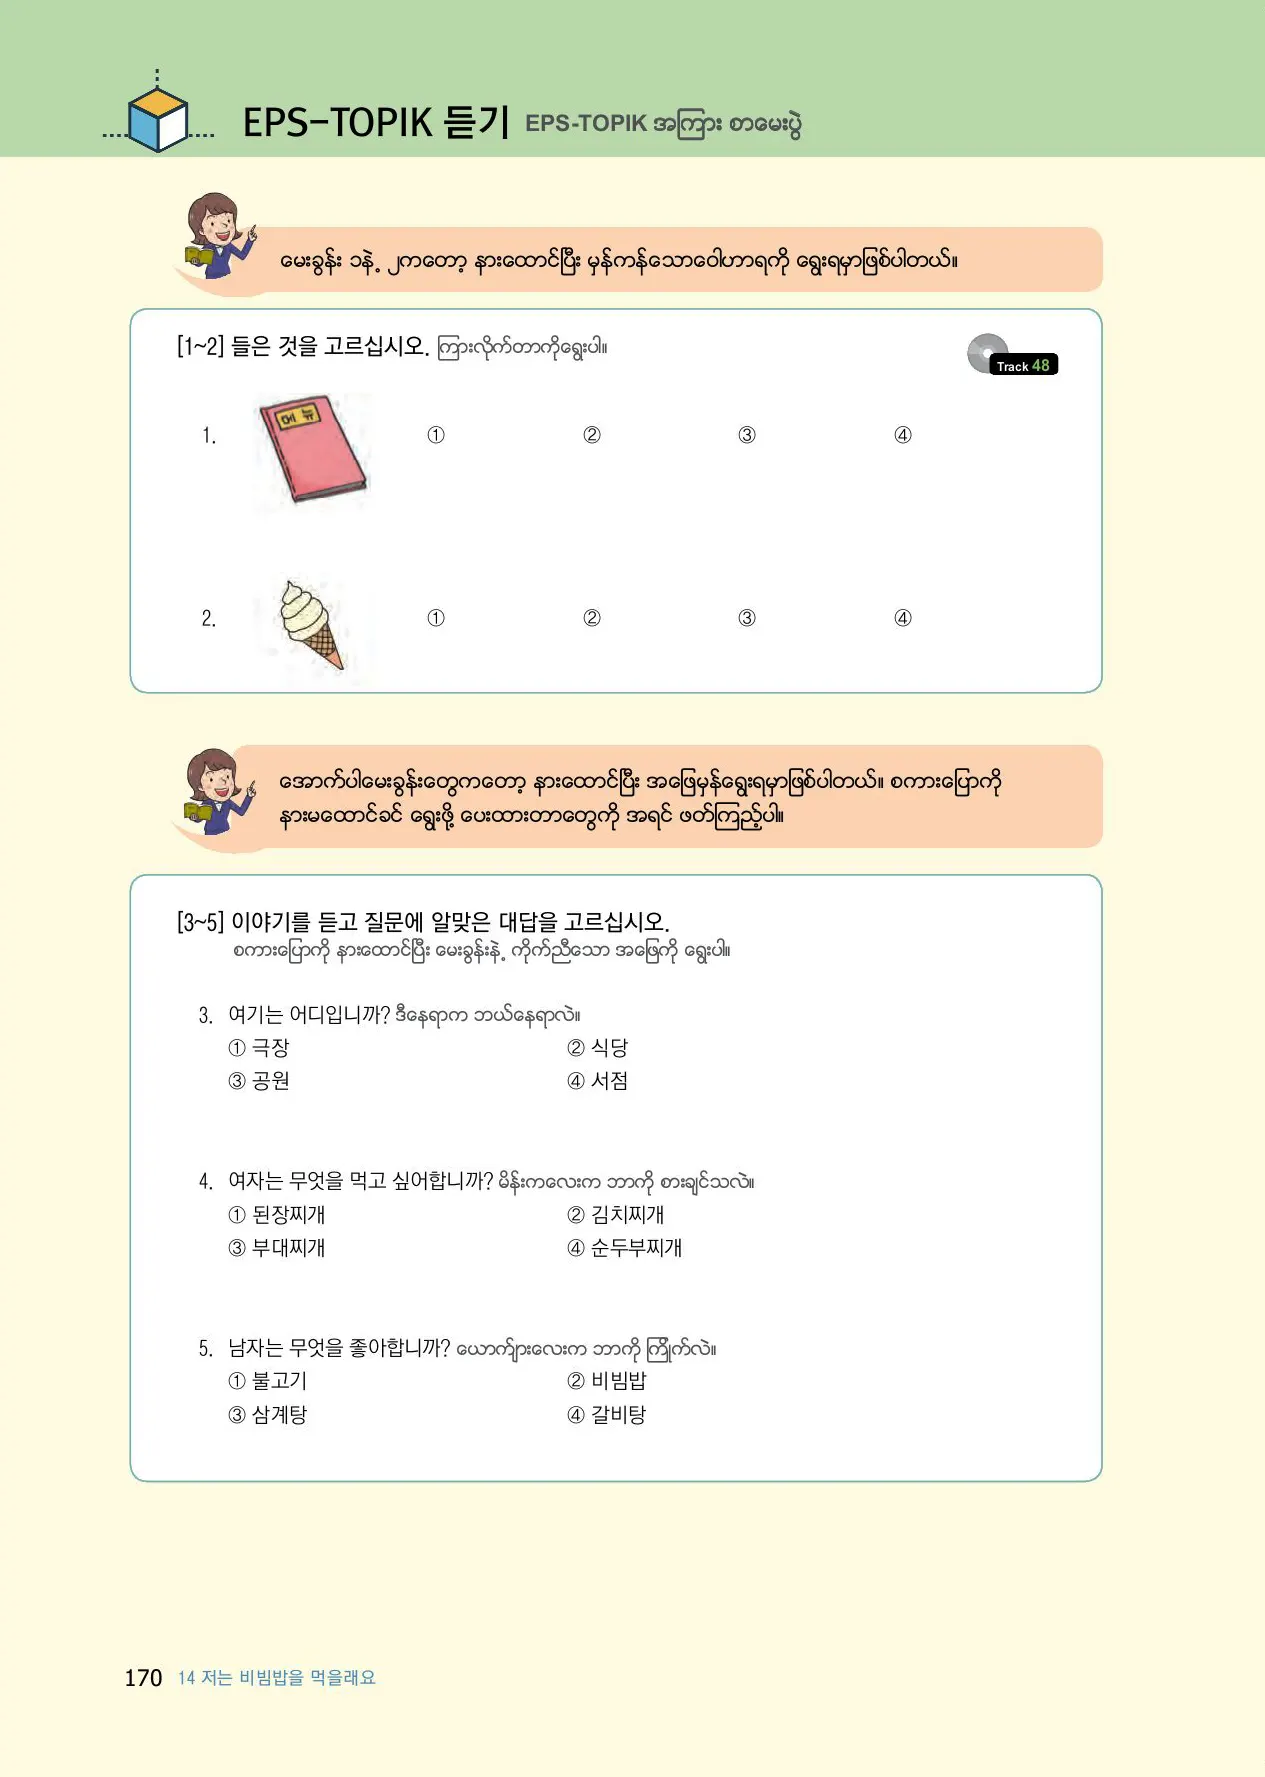 EPS-TOPIK 듣기 EPS-TOPIK အကြား စာမေးပွဲ
မေးခွန်း ၁နဲ့ ၂ကတော့ နားထောင်ပြီး မှန်ကန်သောဝေါဟာရကို ရွေးရမှာဖြစ်ပါတယ်။
[1~2] 들은 것을 고르십시오. ကြားလိုက်တာကိုရွေးပါ။
Track 48
1. 메뉴 ① ② ③ ④
2. ① ② ③ ④
အောက်ပါမေးခွန်းတွေကတော့ နားထောင်ပြီး အဖြေမှန်ရွေးရမှာဖြစ်ပါတယ်။ စကားပြောကို
နားမထောင်ခင် ရွေးဖို့ ပေးထားတာတွေကို အရင် ဖတ်ကြည့်ပါ။
[3~5] 이야기를 듣고 질문에 알맞은 대답을 고르십시오.
စကားပြောကို နားထောင်ပြီး မေးခွန်းနဲ့ ကိုက်ညီသော အဖြေကို ရွေးပါ။
3. 여기는 어디입니까? ဒီနေရာက ဘယ်နေရာလဲ။
① 극장 ② 식당
③ 공원 ④ 서점
4. 여자는 무엇을 먹고 싶어합니까? မိန်းကလေးက ဘာကို စားချင်သလဲ။
① 된장찌개 ② 김치찌개
③ 부대찌개 ④ 순두부찌개
5. 남자는 무엇을 좋아합니까? ယောက်ျားလေးက ဘာကို ကြိုက်လဲ။
① 불고기 ② 비빔밥
③ 삼계탕 ④ 갈비탕
170 14 저는 비빔밥을 먹을래요